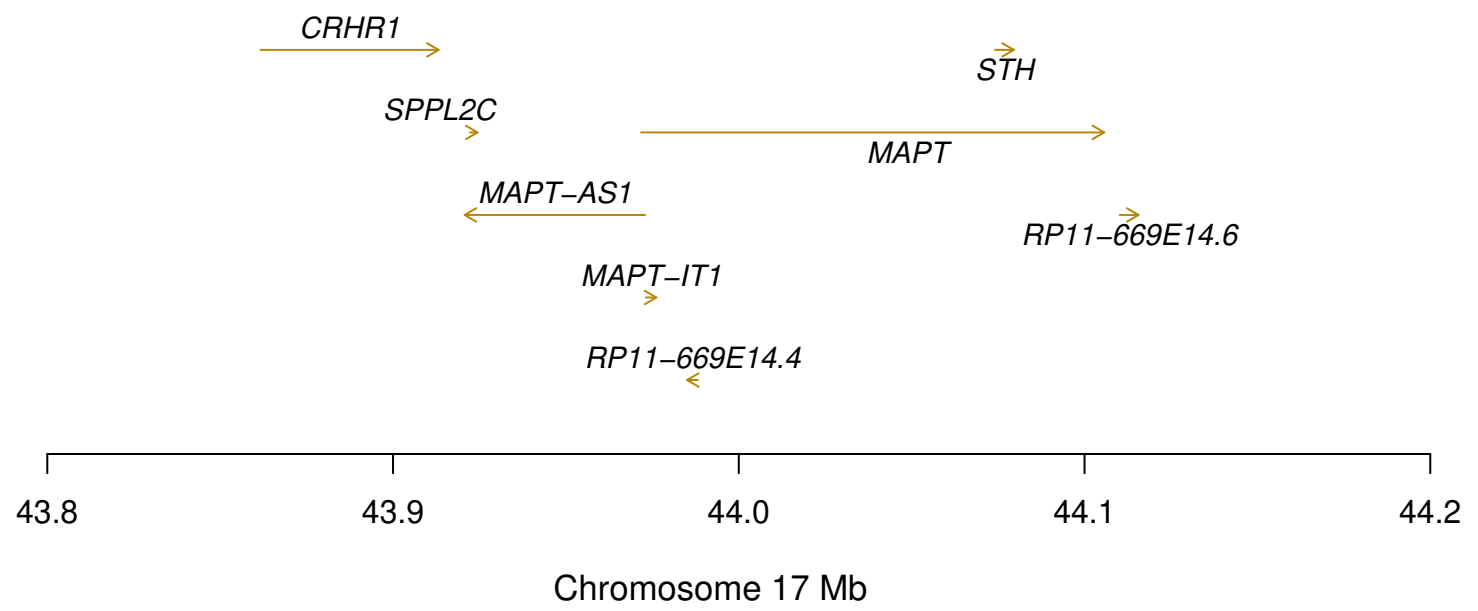 CRHR1
STH
SPPL2C
MAPT
MAPT−AS1
RP11−669E14.6
MAPT−IT1
RP11−669E14.4
43.8 43.9 44.0 44.1 44.2
Chromosome 17 Mb